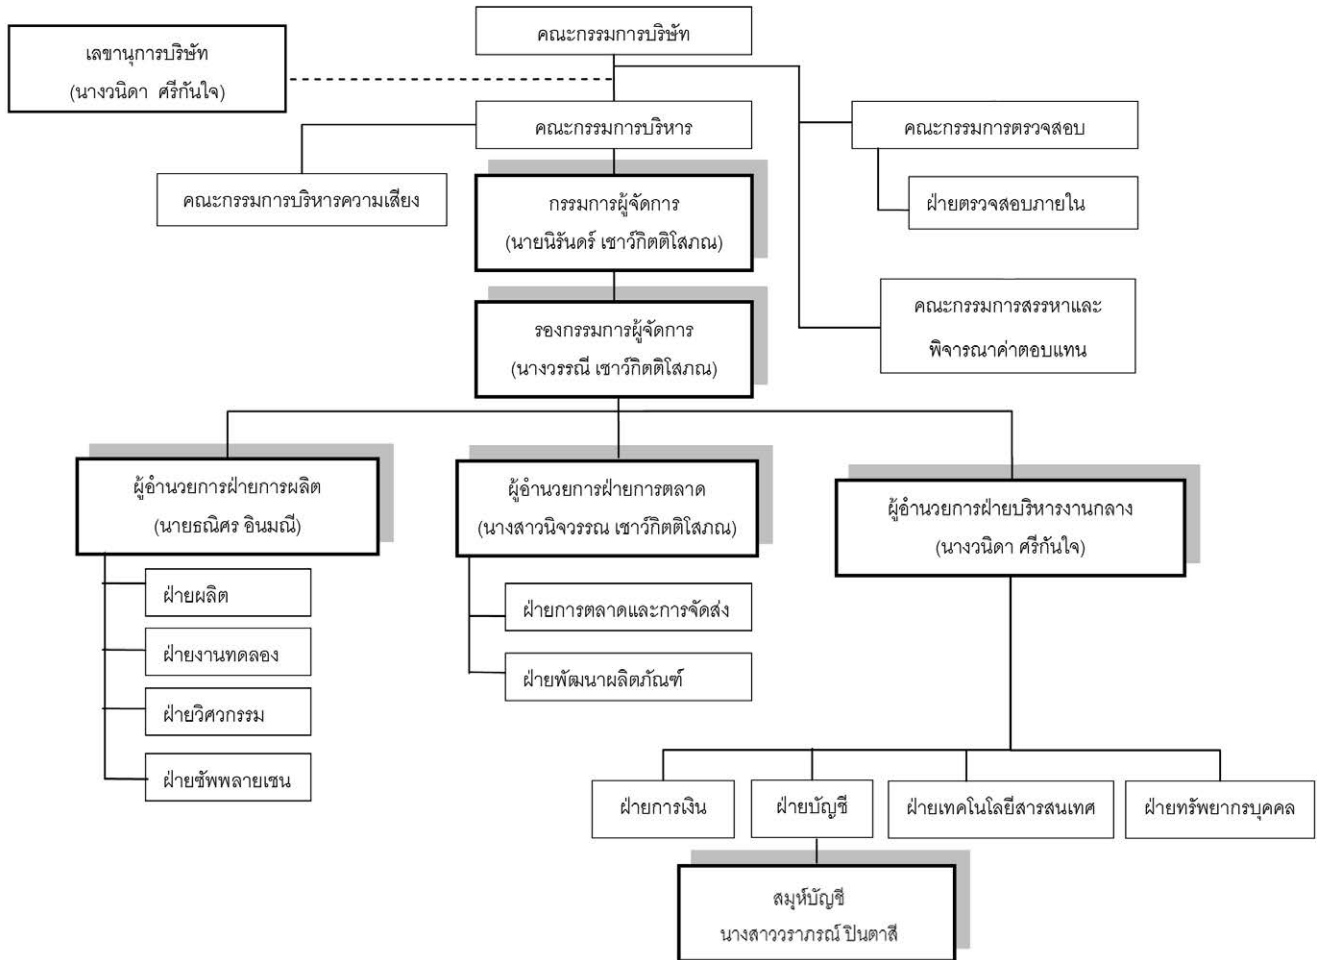 คณะกรรมการบริษัท
เลขานุการบริษัท
(นางวนิดา ศรีกันใจ)
คณะกรรมการบริหาร
คณะกรรมการตรวจสอบ
คณะกรรมการบริหารความเสี่ยง
กรรมการผู้จัดการ
(นายนิรันดร์ เชาว์กิตติโสภณ)
ฝ่ายตรวจสอบภายใน
คณะกรรมการสรรหาและ
พิจารณาค่าตอบแทน
รองกรรมการผู้จัดการ
(นางวรรณี เชาว์กิตติโสภณ)
ผู้อำนวยการฝ่ายการผลิต
(นายธณิศร อินมณี)
ผู้อำนวยการฝ่ายการตลาด
(นางสาวนิจวรรณ เชาว์กิตติโสภณ)
ผู้อำนวยการฝ่ายบริหารงานกลาง
(นางวนิดา ศรีกันใจ)
ฝ่ายผลิต
ฝ่ายงานทดลอง
ฝ่ายวิศวกรรม
ฝ่ายซัพพลายเชน
ฝ่ายการตลาดและการจัดส่ง
ฝ่ายพัฒนาผลิตภัณฑ์
ฝ่ายการเงิน
ฝ่ายบัญชี
ฝ่ายเทคโนโลยีสารสนเทศ
ฝ่ายทรัพยากรบุคคล
สมุห์บัญชี
นางสาววราภรณ์ ปินตาสี